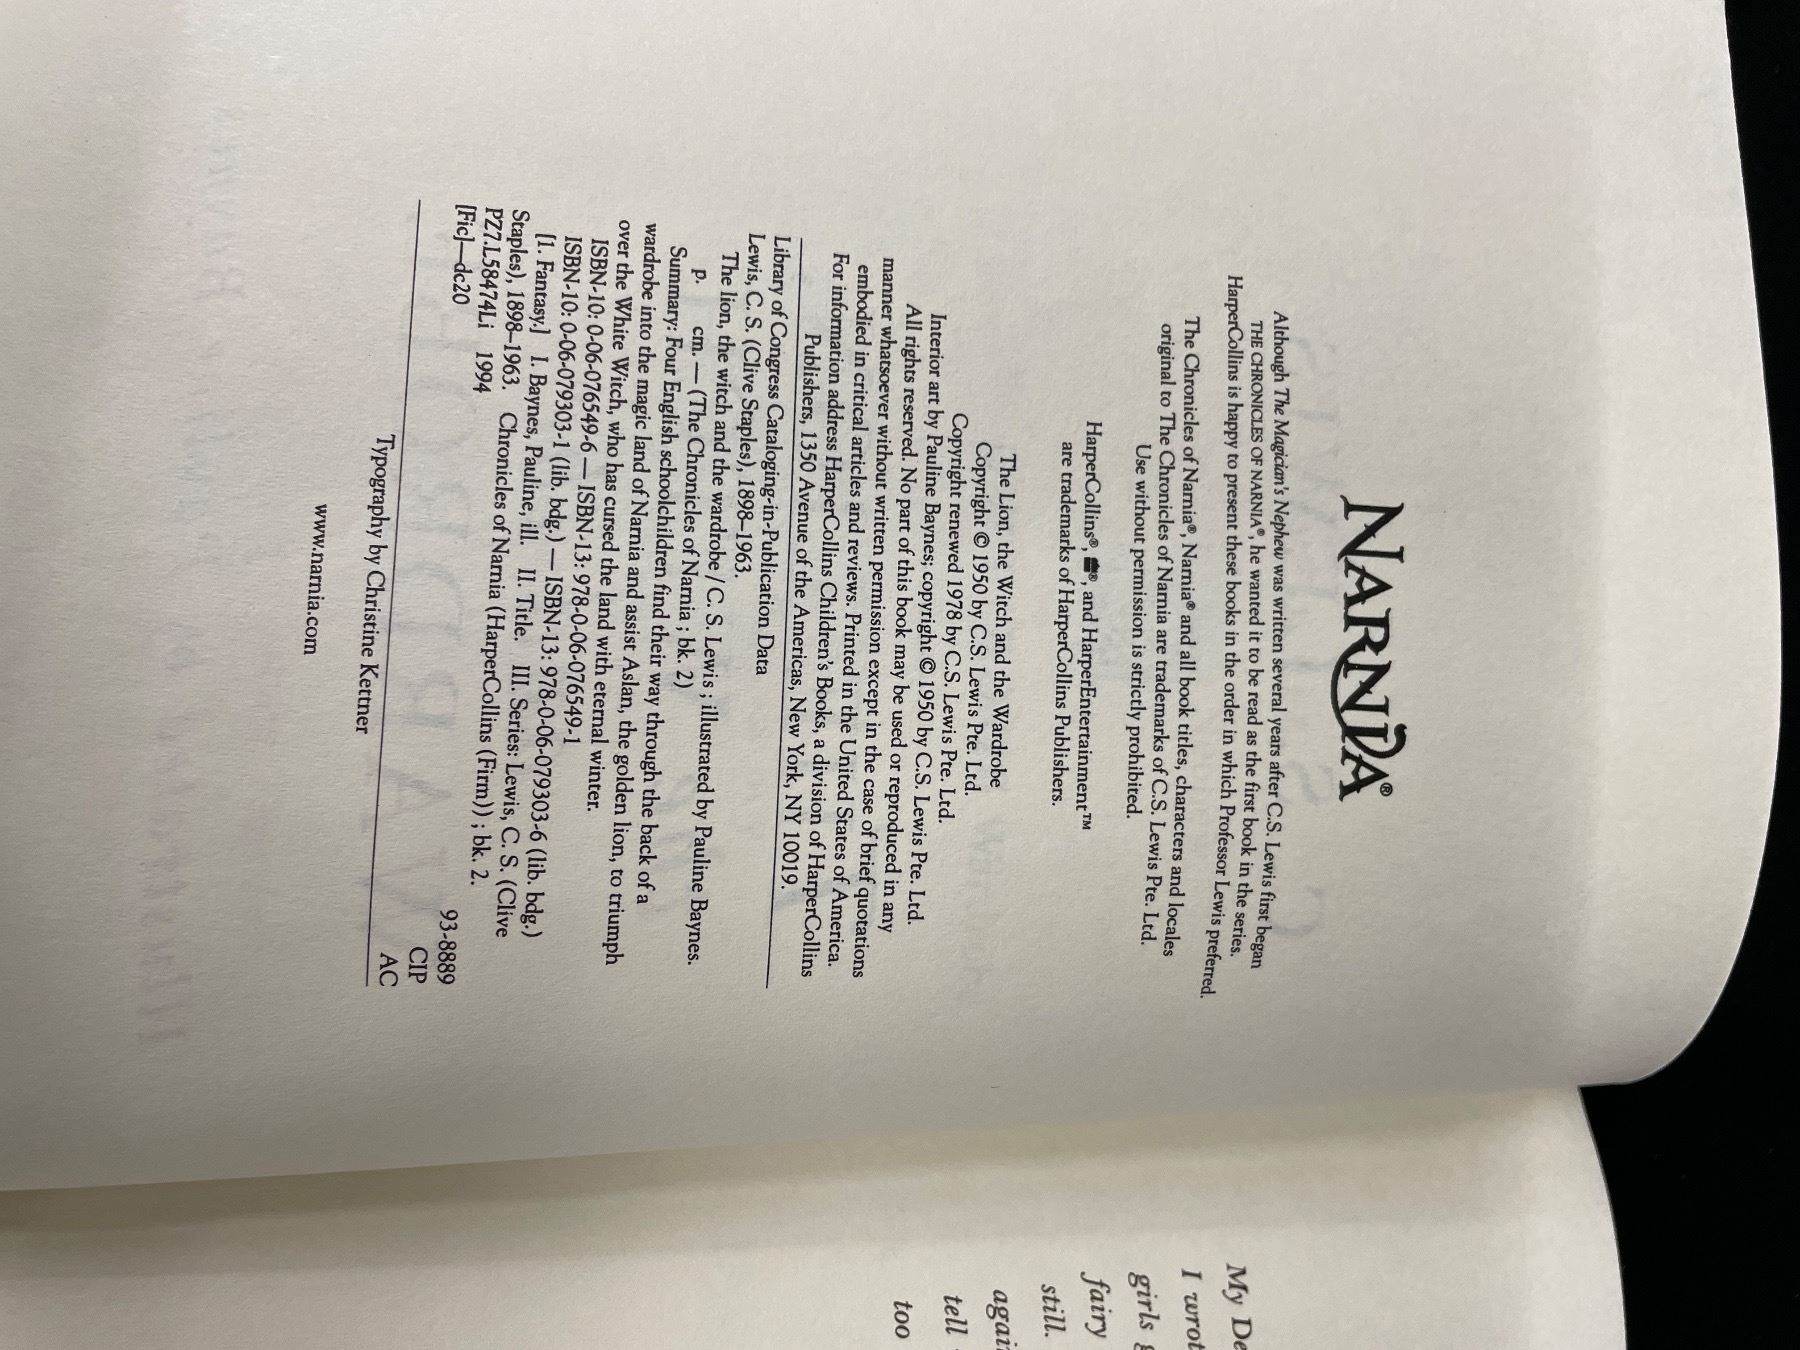 NARNIA®
Although The Magician's Nephew was written several years after C.S. Lewis first began
THE CHRONICLES OF NARNIA®, he wanted it to be read as the first book in the series.
HarperCollins is happy to present these books in the order in which Professor Lewis preferred.
The Chronicles of Narnia®, Narnia® and all book titles, characters and locales
original to The Chronicles of Narnia are trademarks of C.S. Lewis Pte. Ltd.
Use without permission is strictly prohibited.
HarperCollins®, ®, and HarperEntertainment™
are trademarks of HarperCollins Publishers.
The Lion, the Witch and the Wardrobe
Copyright © 1950 by C.S. Lewis Pte. Ltd.
Copyright renewed 1978 by C.S. Lewis Pte. Ltd.
Interior art by Pauline Baynes; copyright © 1950 by C.S. Lewis Pte. Ltd.
All rights reserved. No part of this book may be used or reproduced in any
manner whatsoever without written permission except in the case of brief quotations
embodied in critical articles and reviews. Printed in the United States of America.
For information address HarperCollins Children's Books, a division of HarperCollins
Publishers, 1350 Avenue of the Americas, New York, NY 10019.
Library of Congress Cataloging-in-Publication Data
Lewis, C. S. (Clive Staples), 1898–1963.
The lion, the witch and the wardrobe / C. S. Lewis ; illustrated by Pauline Baynes.
p. cm. — (The Chronicles of Narnia ; bk. 2)
Summary: Four English schoolchildren find their way through the back of a
wardrobe into the magic land of Narnia and assist Aslan, the golden lion, to triumph
over the White Witch, who has cursed the land with eternal winter.
ISBN-10: 0-06-076549-6 — ISBN-13: 978-0-06-076549-1
ISBN-10: 0-06-079303-1 (lib. bdg.) — ISBN-13: 978-0-06-079303-6 (lib. bdg.)
[1. Fantasy.] I. Baynes, Pauline, ill. II. Title. III. Series: Lewis, C. S. (Clive
Staples), 1898–1963. Chronicles of Narnia (HarperCollins (Firm)) ; bk. 2.
PZ7.L58474Li 1994
[Fic]—dc20
93-8889
CIP
AC
Typography by Christine Kettner
www.narnia.com
My De
I wrot
girls
fairy
still.
agai
tell
too